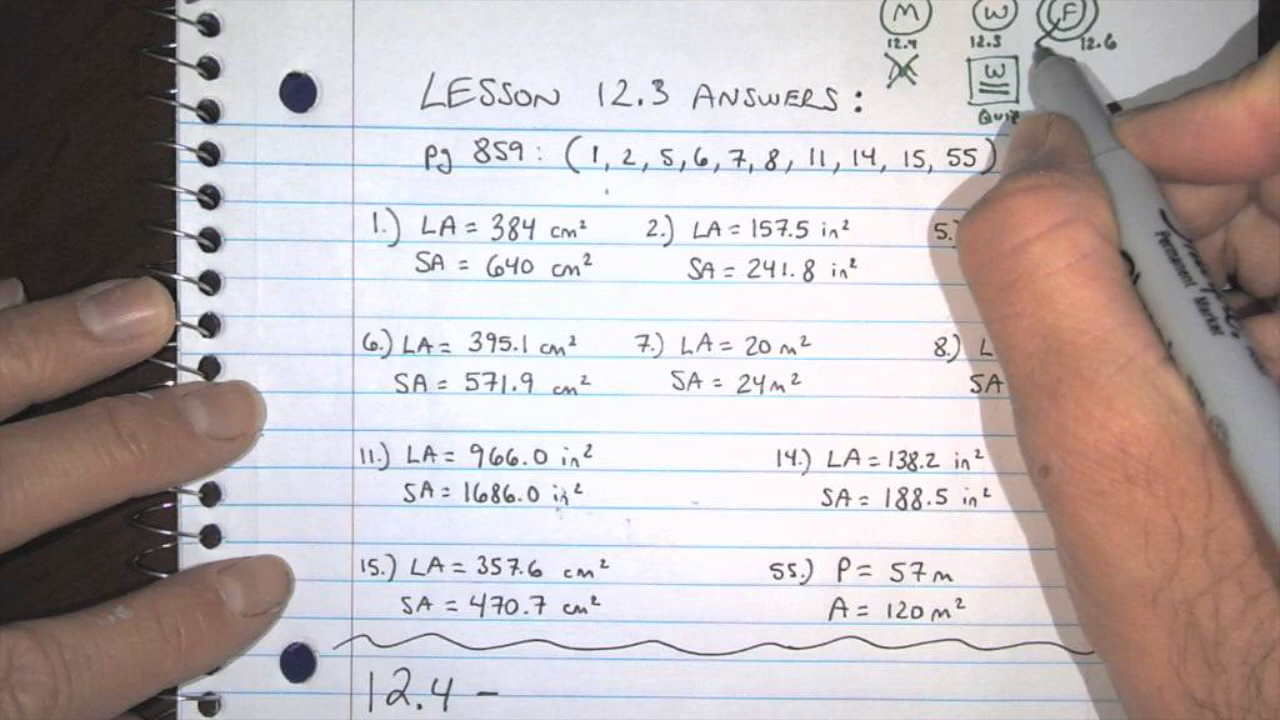 M W F
12.4 12.5 12.6
W
Quiz
LESSON 12.3 ANSWERS:
pg 859: (1, 2, 5, 6, 7, 8, 11, 14, 15, 55)
1.) LA = 384 cm² 2.) LA = 157.5 in² 5.)
SA = 640 cm² SA = 241.8 in²
6.) LA = 395.1 cm² 7.) LA = 20 m² 8.) L
SA = 571.9 cm² SA = 24 m² SA
11.) LA = 966.0 in² 14.) LA = 138.2 in²
SA = 1686.0 in² SA = 188.5 in²
15.) LA = 357.6 cm² 55.) P = 57 m
SA = 470.7 cm² A = 120 m²
12.4 -
Permanent Marker